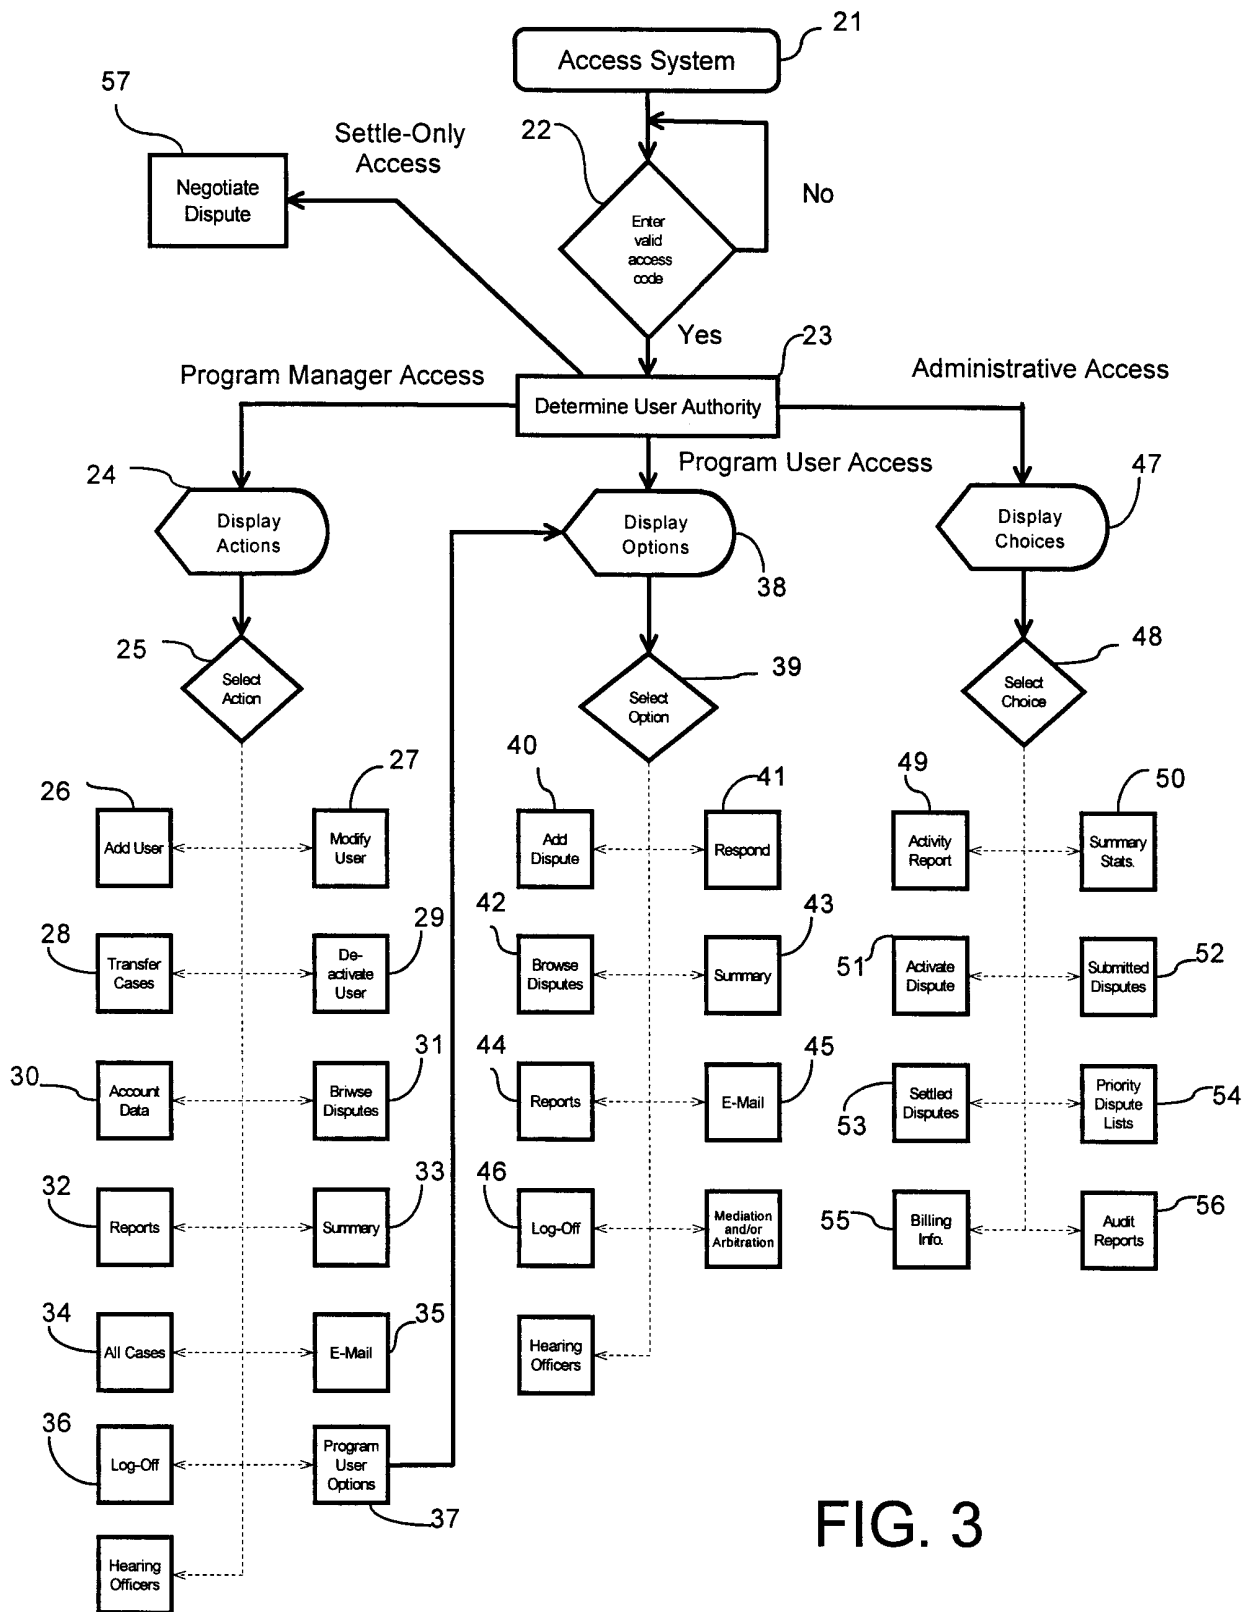 21
Access System
57
22
Settle-Only
Access
Negotiate
Dispute
No
Enter
valid
access
code
Yes
23
Program Manager Access
Administrative Access
Determine User Authority
Program User Access
24
47
Display
Actions
Display
Options
Display
Choices
38
25
39
48
Select
Action
Select
Option
Select
Choice
26
27
40
41
49
50
Add User
Modify
User
Add
Dispute
Respond
Activity
Report
Summary
Stats.
28
29
42
43
51
52
Transfer
Cases
De-
activate
User
Browse
Disputes
Summary
Activate
Dispute
Submitted
Disputes
30
31
44
45
53
54
Account
Data
Briwse
Disputes
Reports
E-Mail
Settled
Disputes
Priority
Dispute
Lists
32
33
46
55
56
Reports
Summary
Log-Off
Mediation
and/or
Arbitration
Billing
Info.
Audit
Reports
34
35
All Cases
E-Mail
Hearing
Officers
36
Log-Off
Program
User
Options
37
Hearing
Officers
FIG. 3